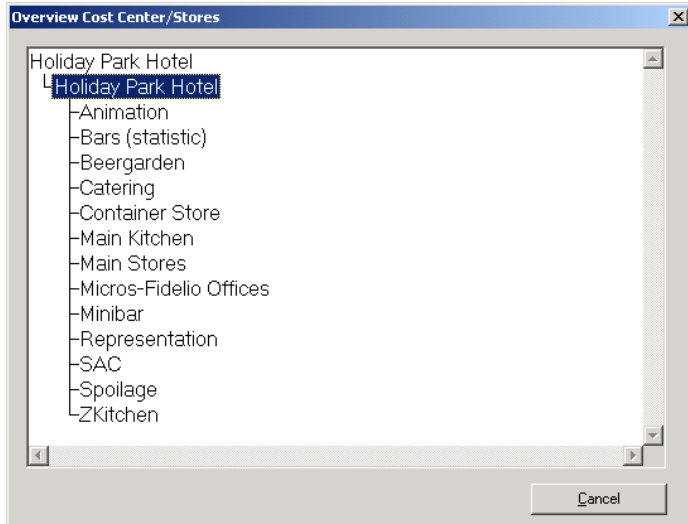 Overview Cost Center/Stores
Holiday Park Hotel
Holiday Park Hotel
Animation
Bars (statistic)
Beergarden
Catering
Container Store
Main Kitchen
Main Stores
Micros-Fidelio Offices
Minibar
Representation
SAC
Spoilage
ZKitchen
Cancel